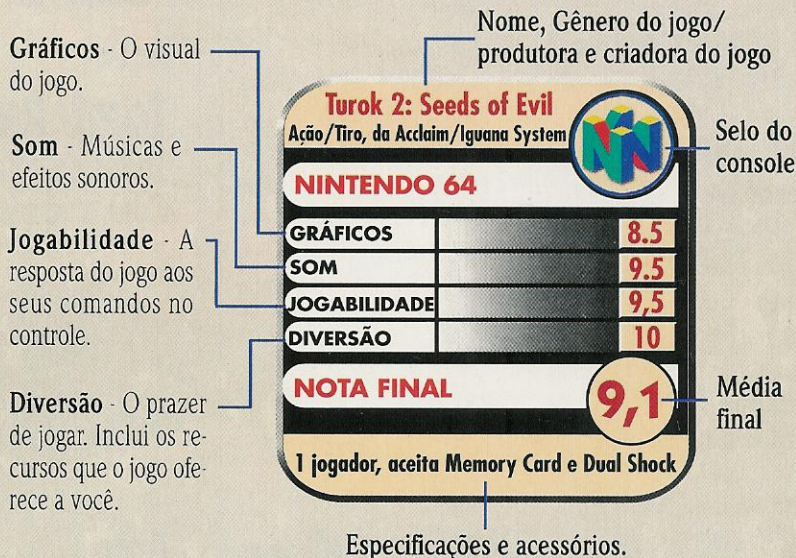 Nome, Gênero do jogo/
produtora e criadora do jogo
Gráficos - O visual
do jogo.
Som - Músicas e
efeitos sonoros.
Jogabilidade - A
resposta do jogo aos
seus comandos no
controle.
Diversão - O prazer
de jogar. Inclui os re-
cursos que o jogo ofe-
rece a você.
Turok 2: Seeds of Evil
Ação/Tiro, da Acclaim/Iguana System
NINTENDO 64
GRÁFICOS 8.5
SOM 9.5
JOGABILIDADE 9,5
DIVERSÃO 10
NOTA FINAL 9,1
1 jogador, aceita Memory Card e Dual Shock
Selo do
console
Média
final
Especificações e acessórios.